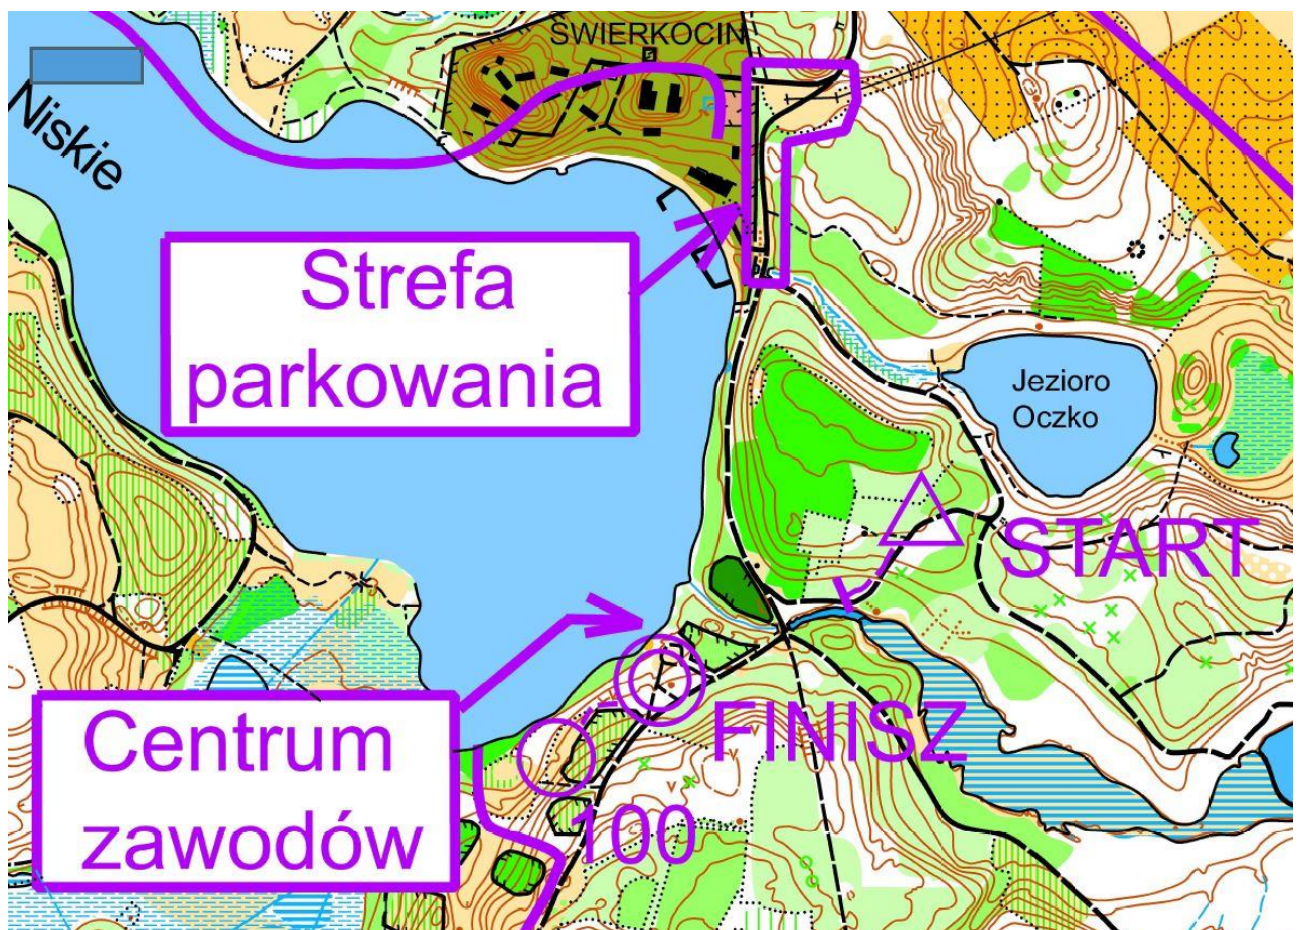 ŚWIERKOCIN
Niskie
Strefa
parkowania
Jezioro
Oczko
START
Centrum
zawodów
FINISZ
100